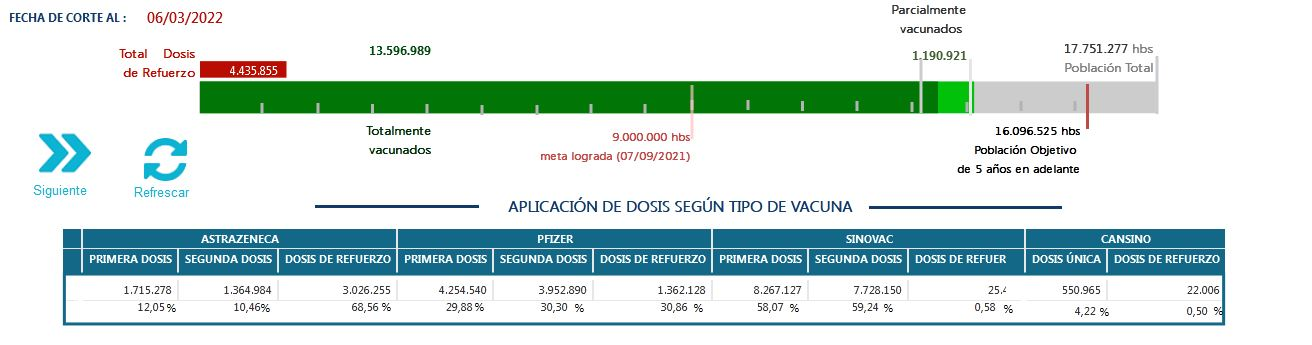 FECHA DE CORTE AL : 06/03/2022
Parcialmente
vacunados
Total Dosis
de Refuerzo
4.435.855
13.596.989
1.190.921
17.751.277 hbs
Población Total
Totalmente
vacunados
9.000.000 hbs
meta lograda (07/09/2021)
16.096.525 hbs
Población Objetivo
de 5 años en adelante
Siguiente
Refrescar
APLICACIÓN DE DOSIS SEGÚN TIPO DE VACUNA
ASTRAZENECA PFIZER SINOVAC CANSINO
PRIMERA DOSIS SEGUNDA DOSIS DOSIS DE REFUERZO PRIMERA DOSIS SEGUNDA DOSIS DOSIS DE REFUERZO PRIMERA DOSIS SEGUNDA DOSIS DOSIS DE REFUER DOSIS ÚNICA DOSIS DE REFUERZO
1.715.278 1.364.984 3.026.255 4.254.540 3.952.890 1.362.128 8.267.127 7.728.150 550.965 22.006
12,05 % 10,46% 68,56 % 29,88 % 30,30 % 30,86 % 58,07 % 59,24 % 0,58 % 4,22 % 0,50 %